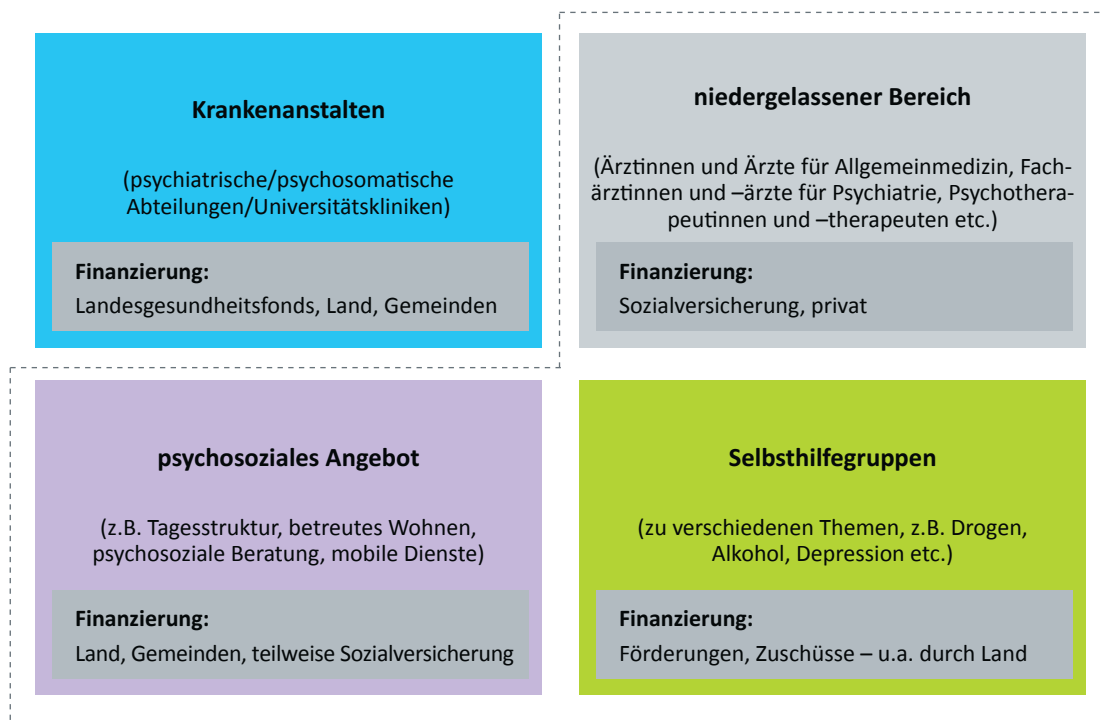 Krankenanstalten
(psychiatrische/psychosomatische
Abteilungen/Universitätskliniken)
Finanzierung:
Landesgesundheitsfonds, Land, Gemeinden
niedergelassener Bereich
(Ärztinnen und Ärzte für Allgemeinmedizin, Fach-
ärztinnen und –ärzte für Psychiatrie, Psychothera-
peutinnen und –therapeuten etc.)
Finanzierung:
Sozialversicherung, privat
psychosoziales Angebot
(z.B. Tagesstruktur, betreutes Wohnen,
psychosoziale Beratung, mobile Dienste)
Finanzierung:
Land, Gemeinden, teilweise Sozialversicherung
Selbsthilfegruppen
(zu verschiedenen Themen, z.B. Drogen,
Alkohol, Depression etc.)
Finanzierung:
Förderungen, Zuschüsse – u.a. durch Land